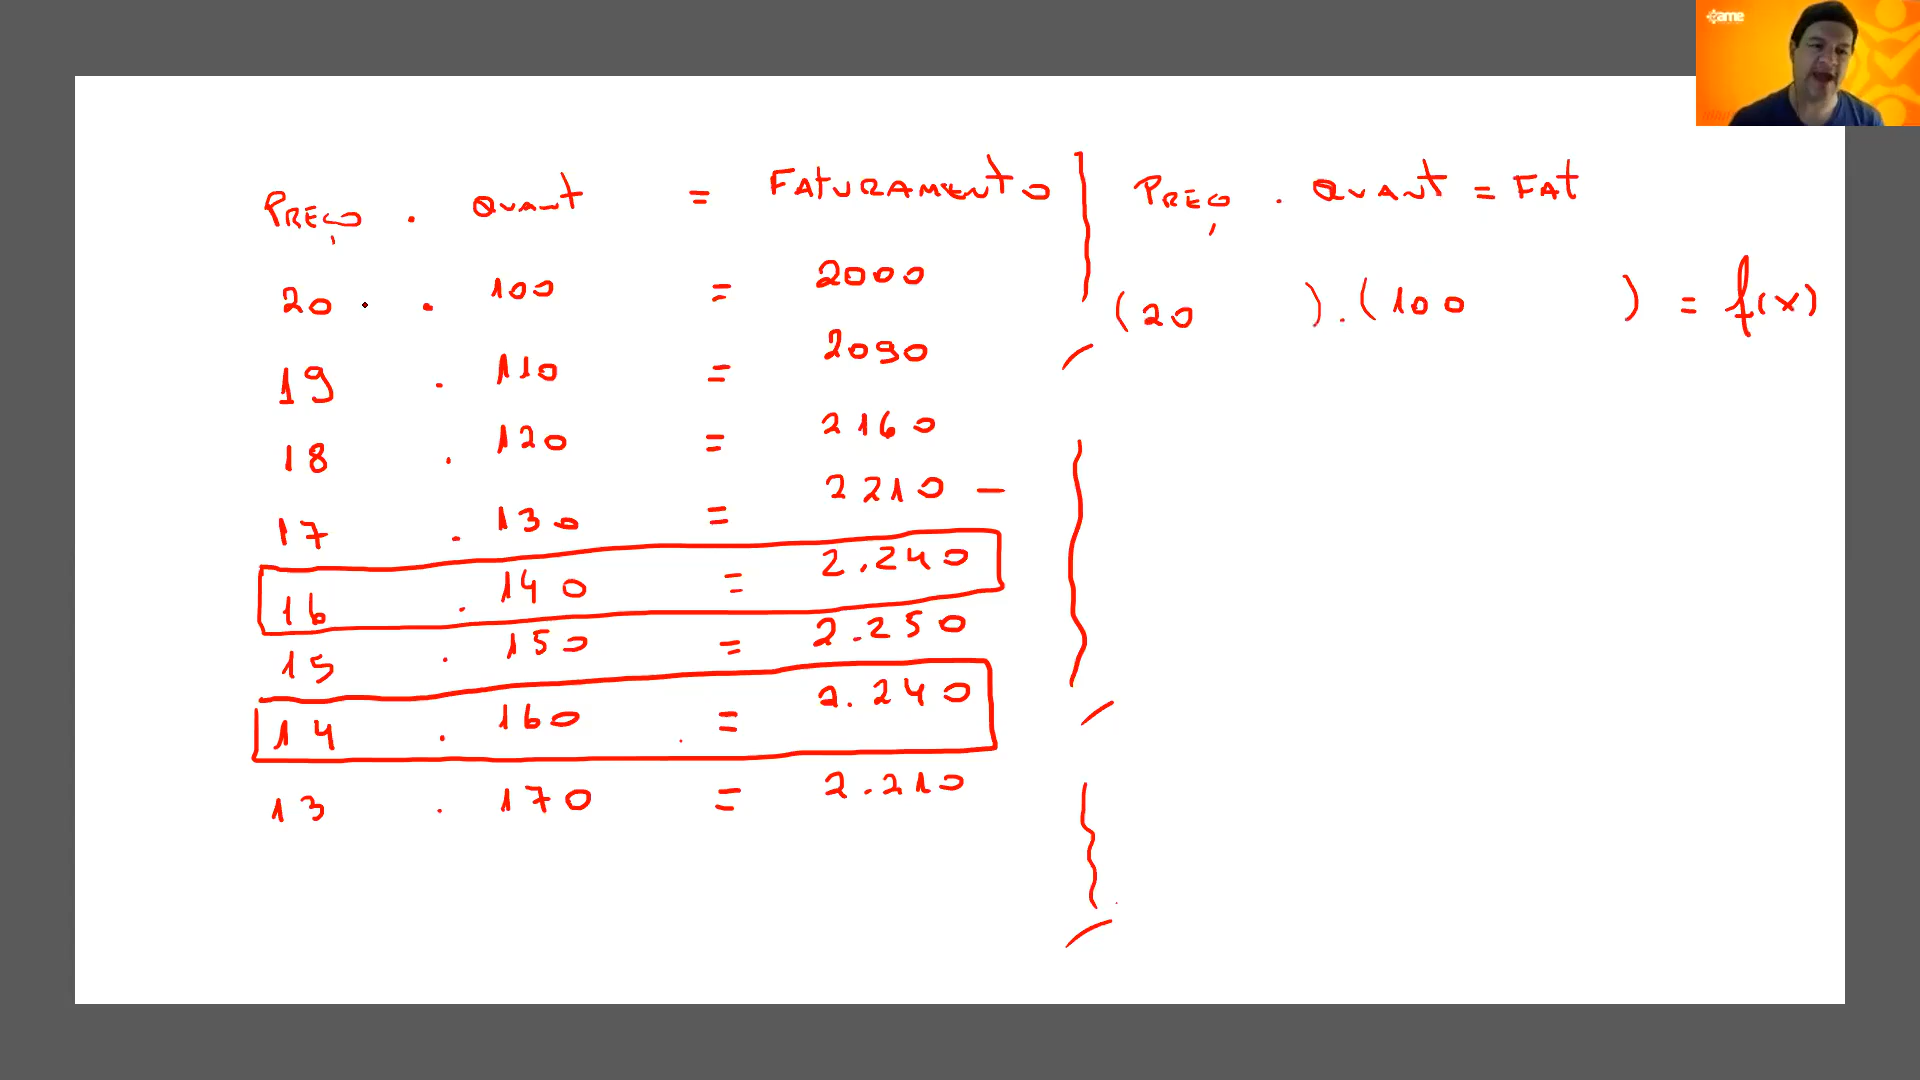 PREÇO . QUANT = FATURAMENTO
20 . 100 = 2000
19 . 110 = 2090
18 . 120 = 2160
17 . 130 = 2210 -
16 . 140 = 2.240
15 . 150 = 2.250
14 . 160 = 2.240
13 . 170 = 2.210
PREÇO . QUANT = FAT
(20 ) . (100 ) = f(x)
ame